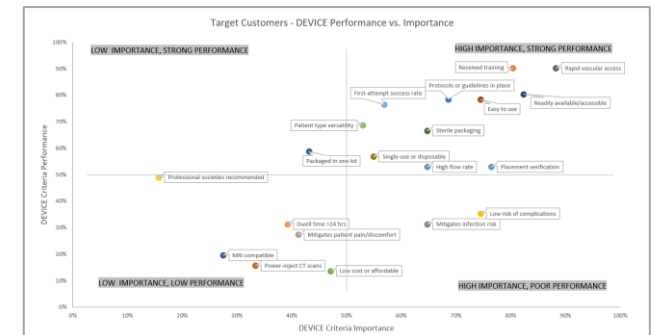 Target Customers - DEVICE Performance vs. Importance
100%
LOW IMPORTANCE, STRONG PERFORMANCE
HIGH IMPORTANCE, STRONG PERFORMANCE
90%
Received training
Rapid vascular access
Protocols or guidelines in place
First-attempt success rate
80%
Easy to use
Readily available/accessible
70%
Patient type versatility
Sterile packaging
60%
Packaged in one kit
Single-use or disposable
High flow rate
Placement verification
50%
Professional societies recommended
40%
Low risk of complications
30%
Dwell time >24 hrs
Mitigates infection risk
Mitigates patient pain/discomfort
20%
MRI compatible
Power-inject CT scans
Low cost or affordable
10%
LOW IMPORTANCE, LOW PERFORMANCE
HIGH IMPORTANCE, POOR PERFORMANCE
0%
0% 10% 20% 30% 40% 50% 60% 70% 80% 90% 100%
DEVICE Criteria Importance
DEVICE Criteria Performance